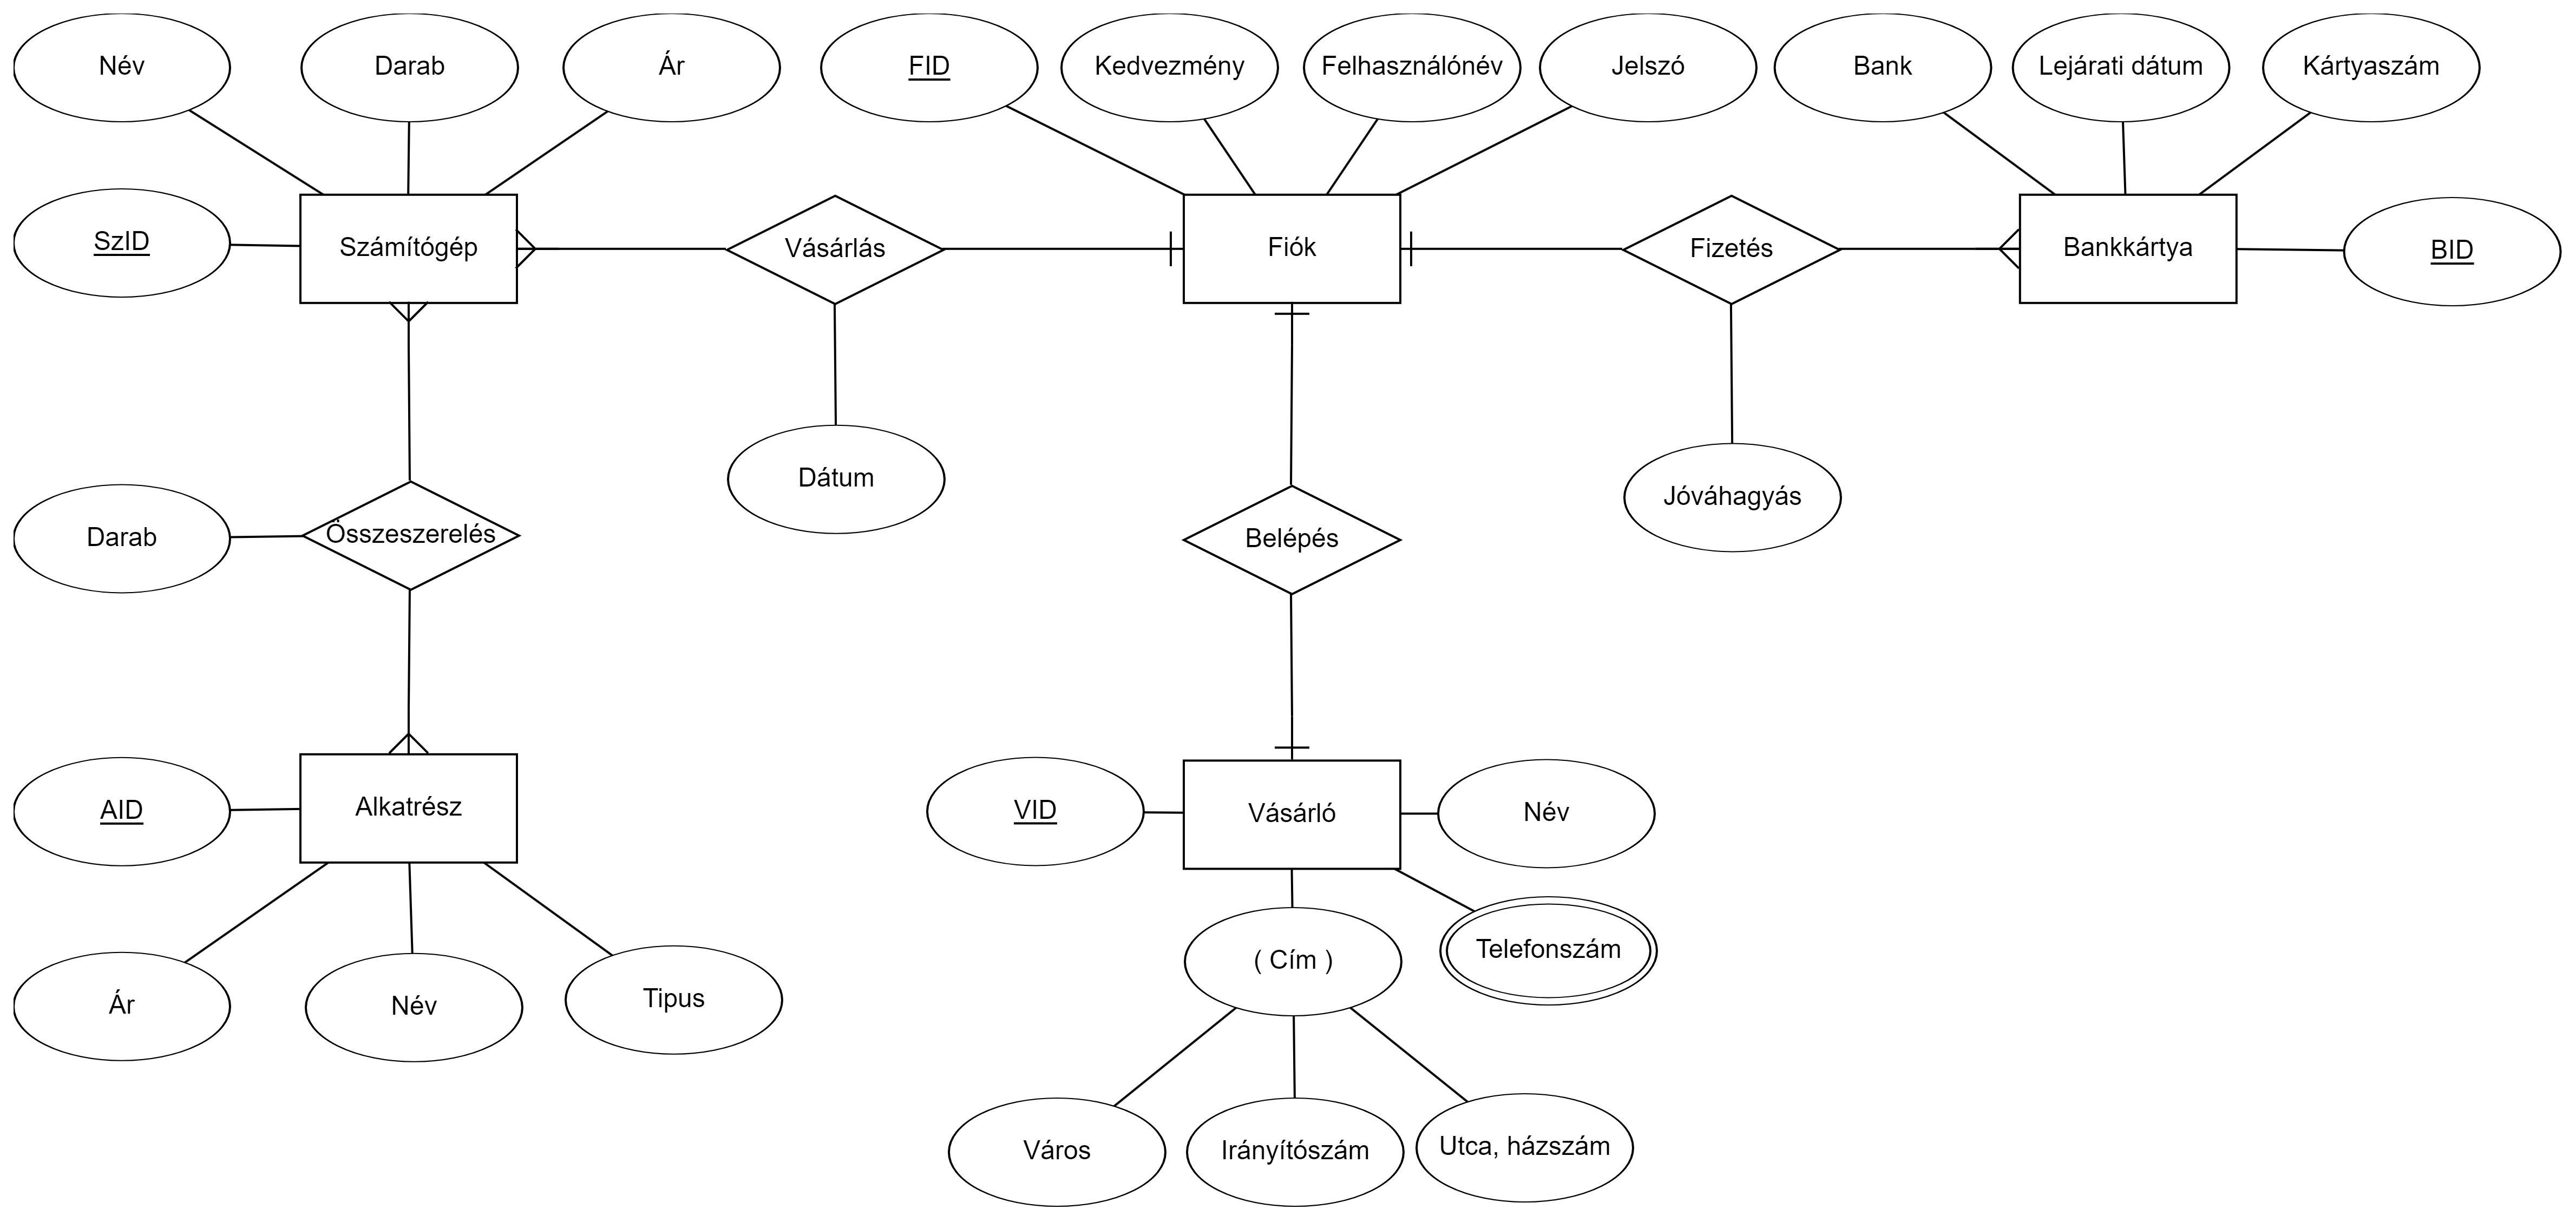 Név
Darab
Ár
FID
Kedvezmény
Felhasználónév
Jelszó
Bank
Lejárati dátum
Kártyaszám
SzID
Számítógép
Vásárlás
Fiók
Fizetés
Bankkártya
BID
Dátum
Jóváhagyás
Darab
Összeszerelés
Belépés
AID
Alkatrész
VID
Vásárló
Név
Telefonszám
( Cím )
Ár
Név
Tipus
Város
Irányítószám
Utca, házszám